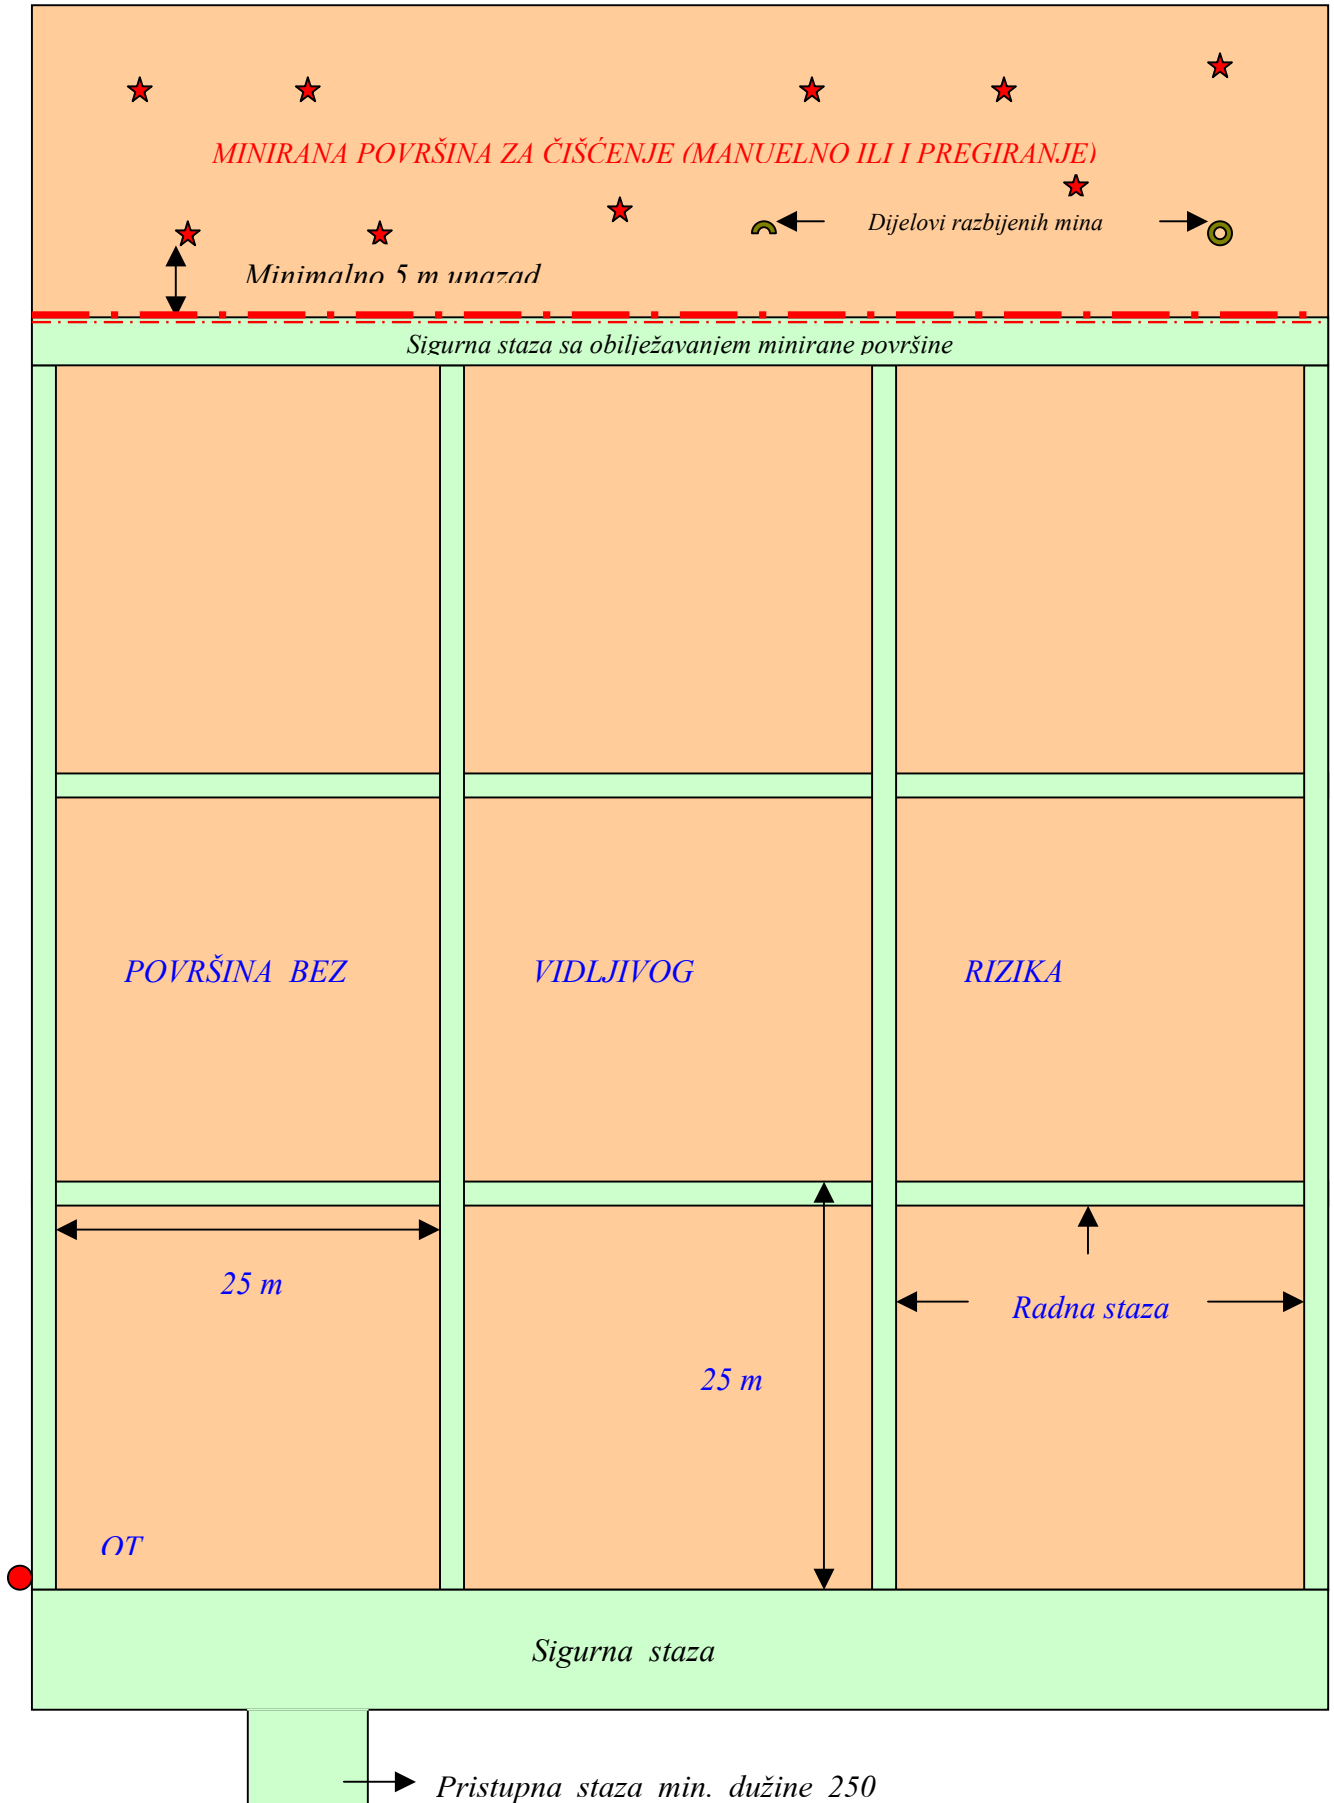 MINIRANA POVRŠINA ZA ČIŠĆENJE (MANUELNO ILI I PREGIRANJE)
Dijelovi razbijenih mina
Minimalno 5 m unazad
Sigurna staza sa obilježavanjem minirane površine
POVRŠINA BEZ VIDLJIVOG RIZIKA
25 m
Radna staza
25 m
OT
Sigurna staza
Pristupna staza min. dužine 250